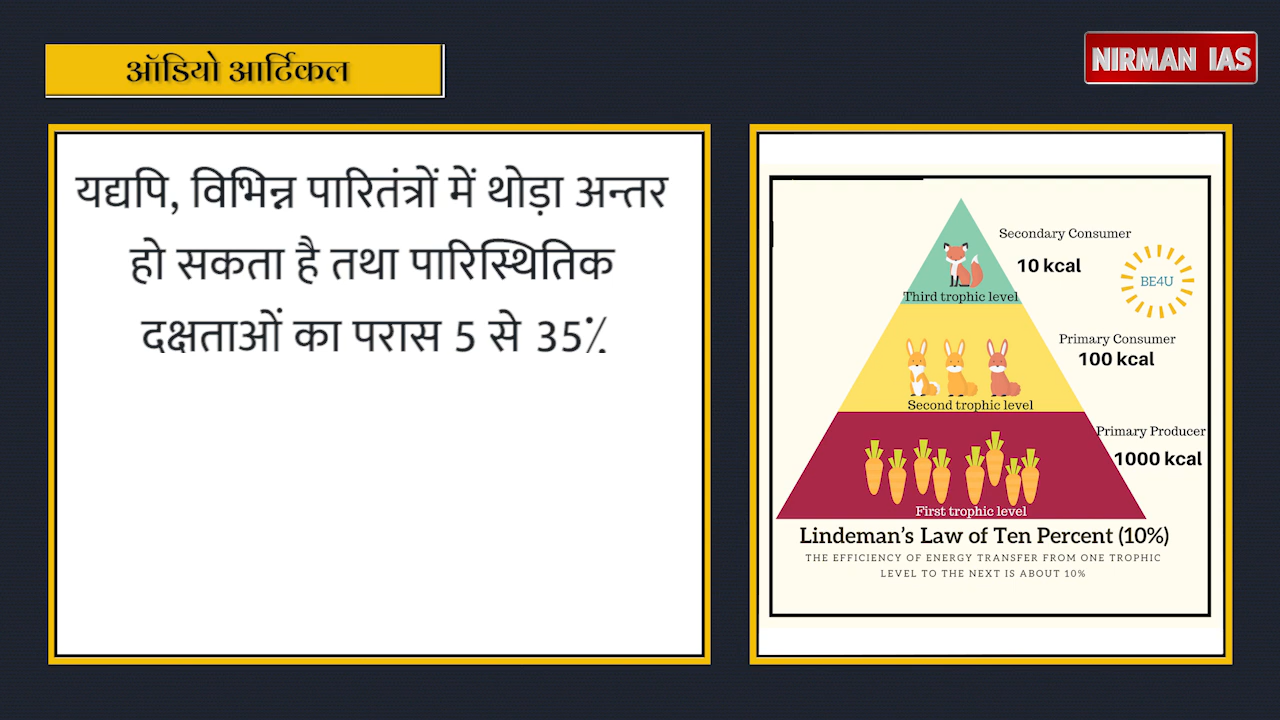 ऑडियो आर्टिकल
NIRMAN IAS
यद्यपि, विभिन्न पारितंत्रों में थोड़ा अन्तर
हो सकता है तथा पारिस्थितिक
दक्षताओं का परास 5 से 35%
Secondary Consumer
10 kcal
BE4U
Third trophic level
Primary Consumer
100 kcal
Second trophic level
Primary Producer
1000 kcal
First trophic level
Lindeman's Law of Ten Percent (10%)
THE EFFICIENCY OF ENERGY TRANSFER FROM ONE TROPHIC
LEVEL TO THE NEXT IS ABOUT 10%